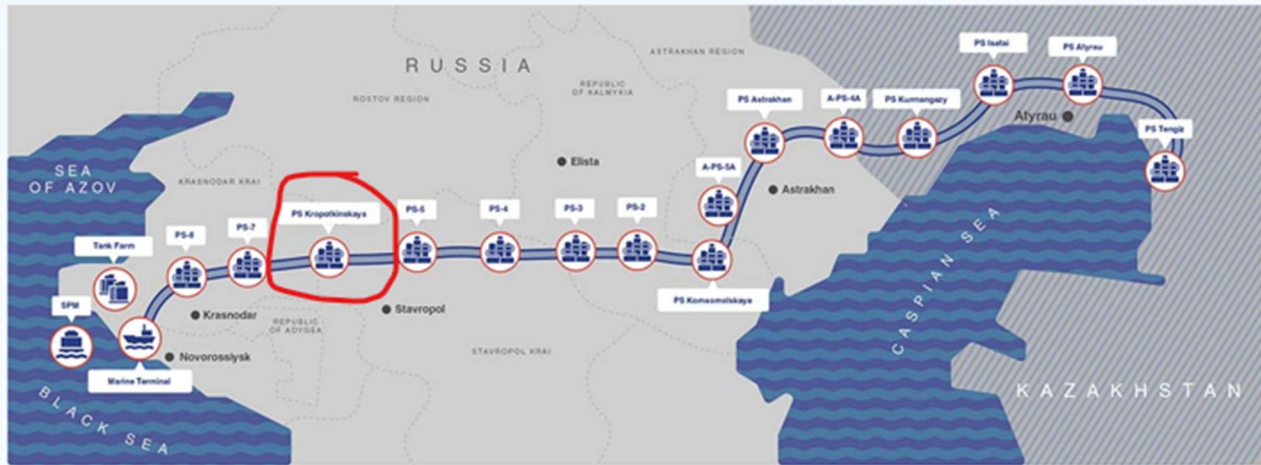 RUSSIA
ASTRAKHAN REGION
REPUBLIC
OF KALMYKIA
ROSTOV REGION
KRASNODAR KRAI
SEA
OF AZOV
PS Isatai
PS Atyrau
Atyrau
PS Tengiz
PS Astrakhan
A-PS-4A
PS Kurmangazy
Elista
A-PS-5A
Astrakhan
PS Kropotkinskaya
PS-5
PS-4
PS-3
PS-2
PS-8
PS-7
Tank Farm
SPM
Krasnodar
REPUBLIC
OF ADYGEA
Stavropol
PS Komsomolskaya
STAVROPOL KRAI
Novorossiysk
Marine Terminal
BLACK SEA
CASPIAN SEA
KAZAKHSTAN